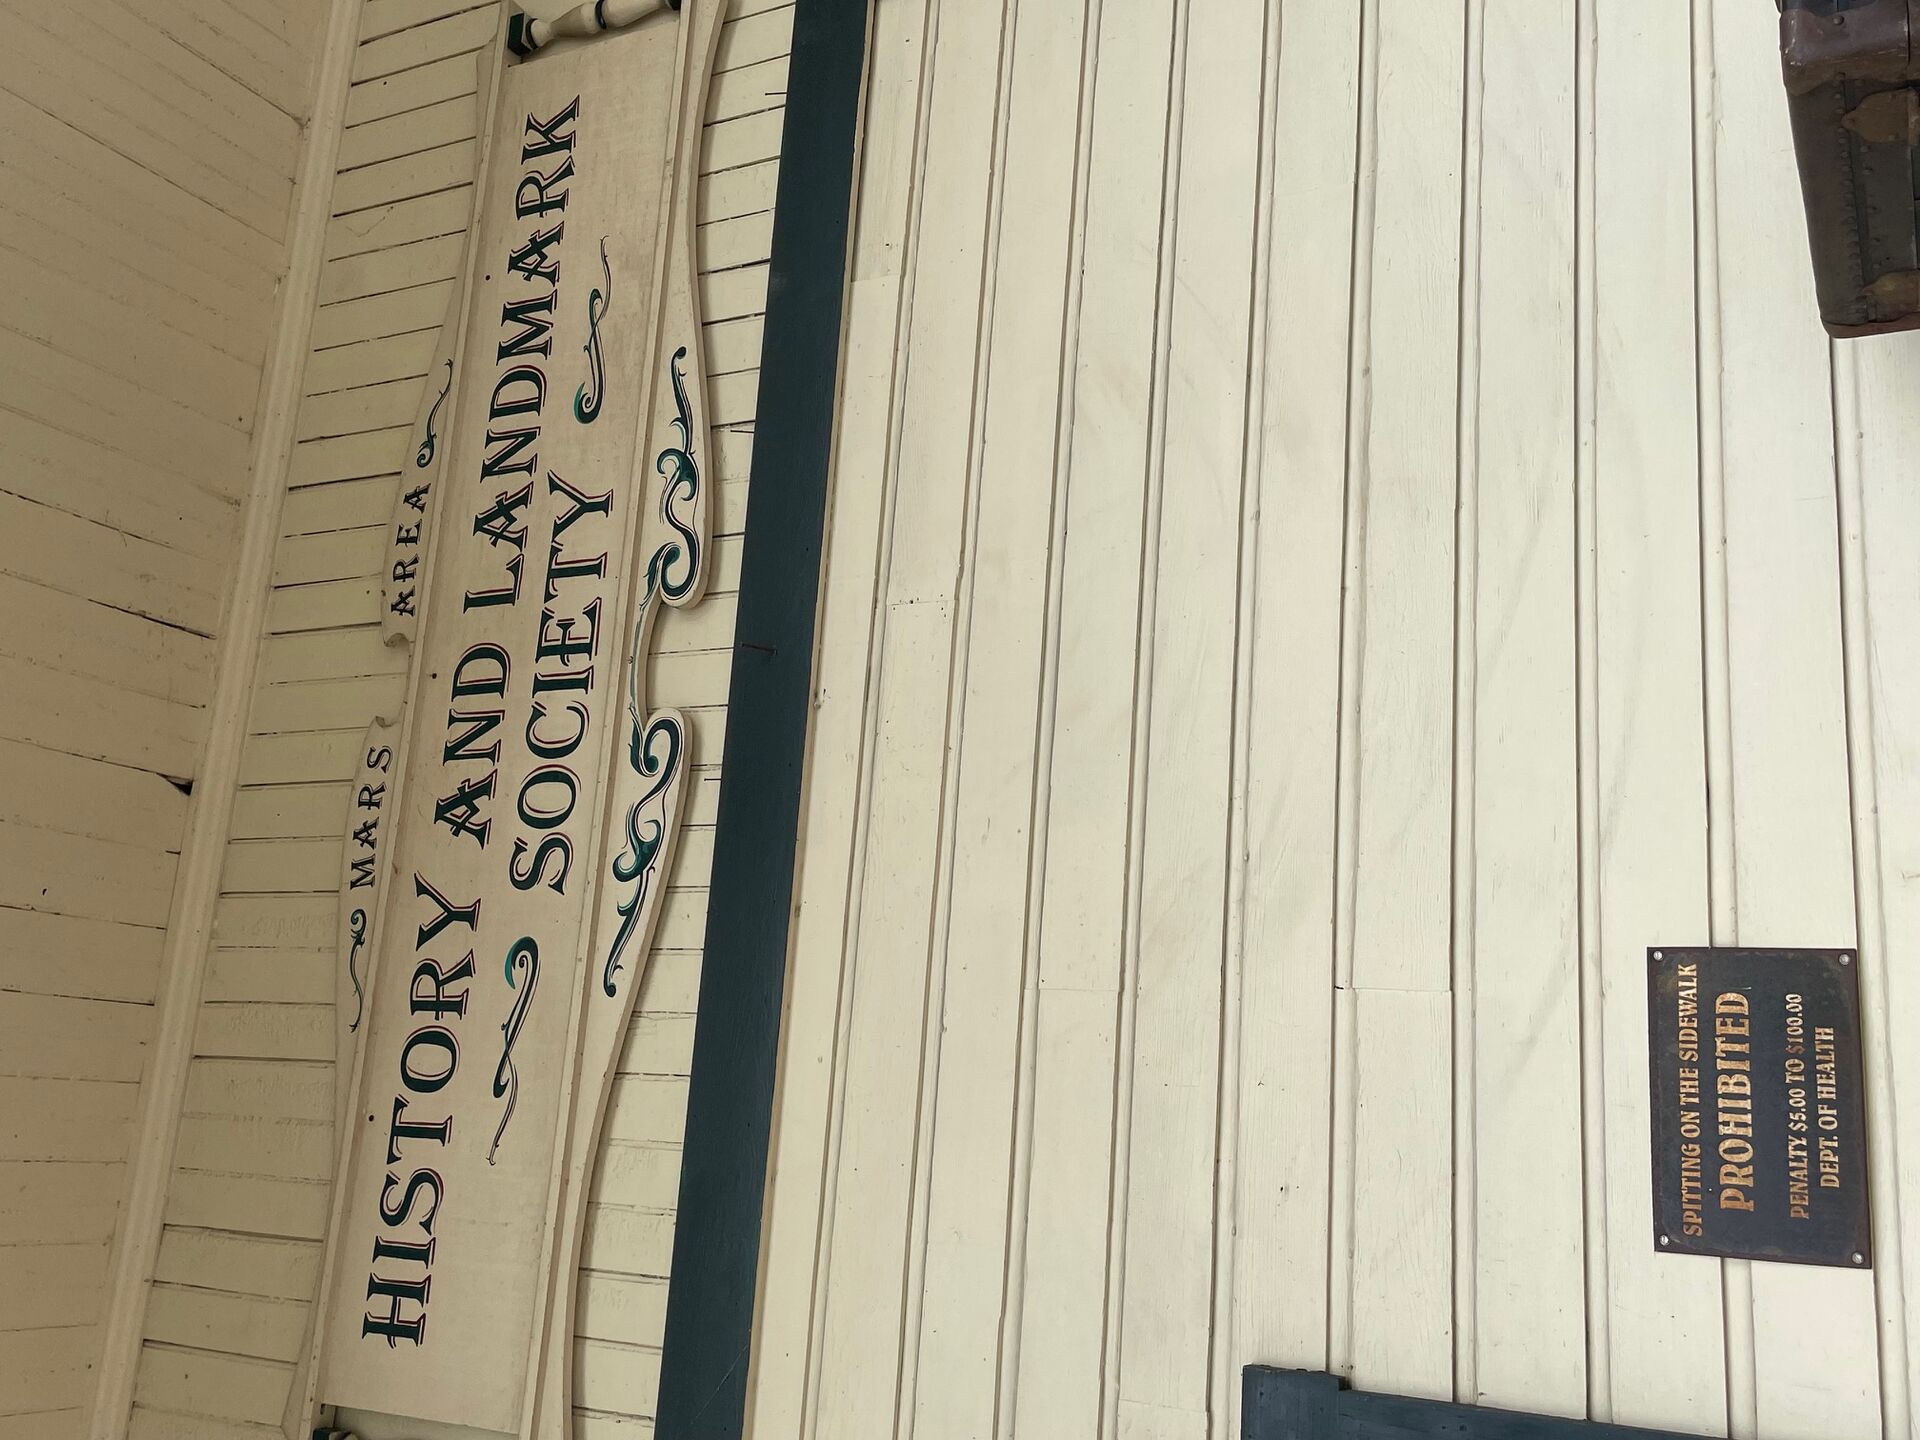 MARS AREA
HISTORY AND LANDMARK
SOCIETY
SPITTING ON THE SIDEWALK
PROHIBITED
PENALTY $5.00 TO $100.00
DEPT. OF HEALTH